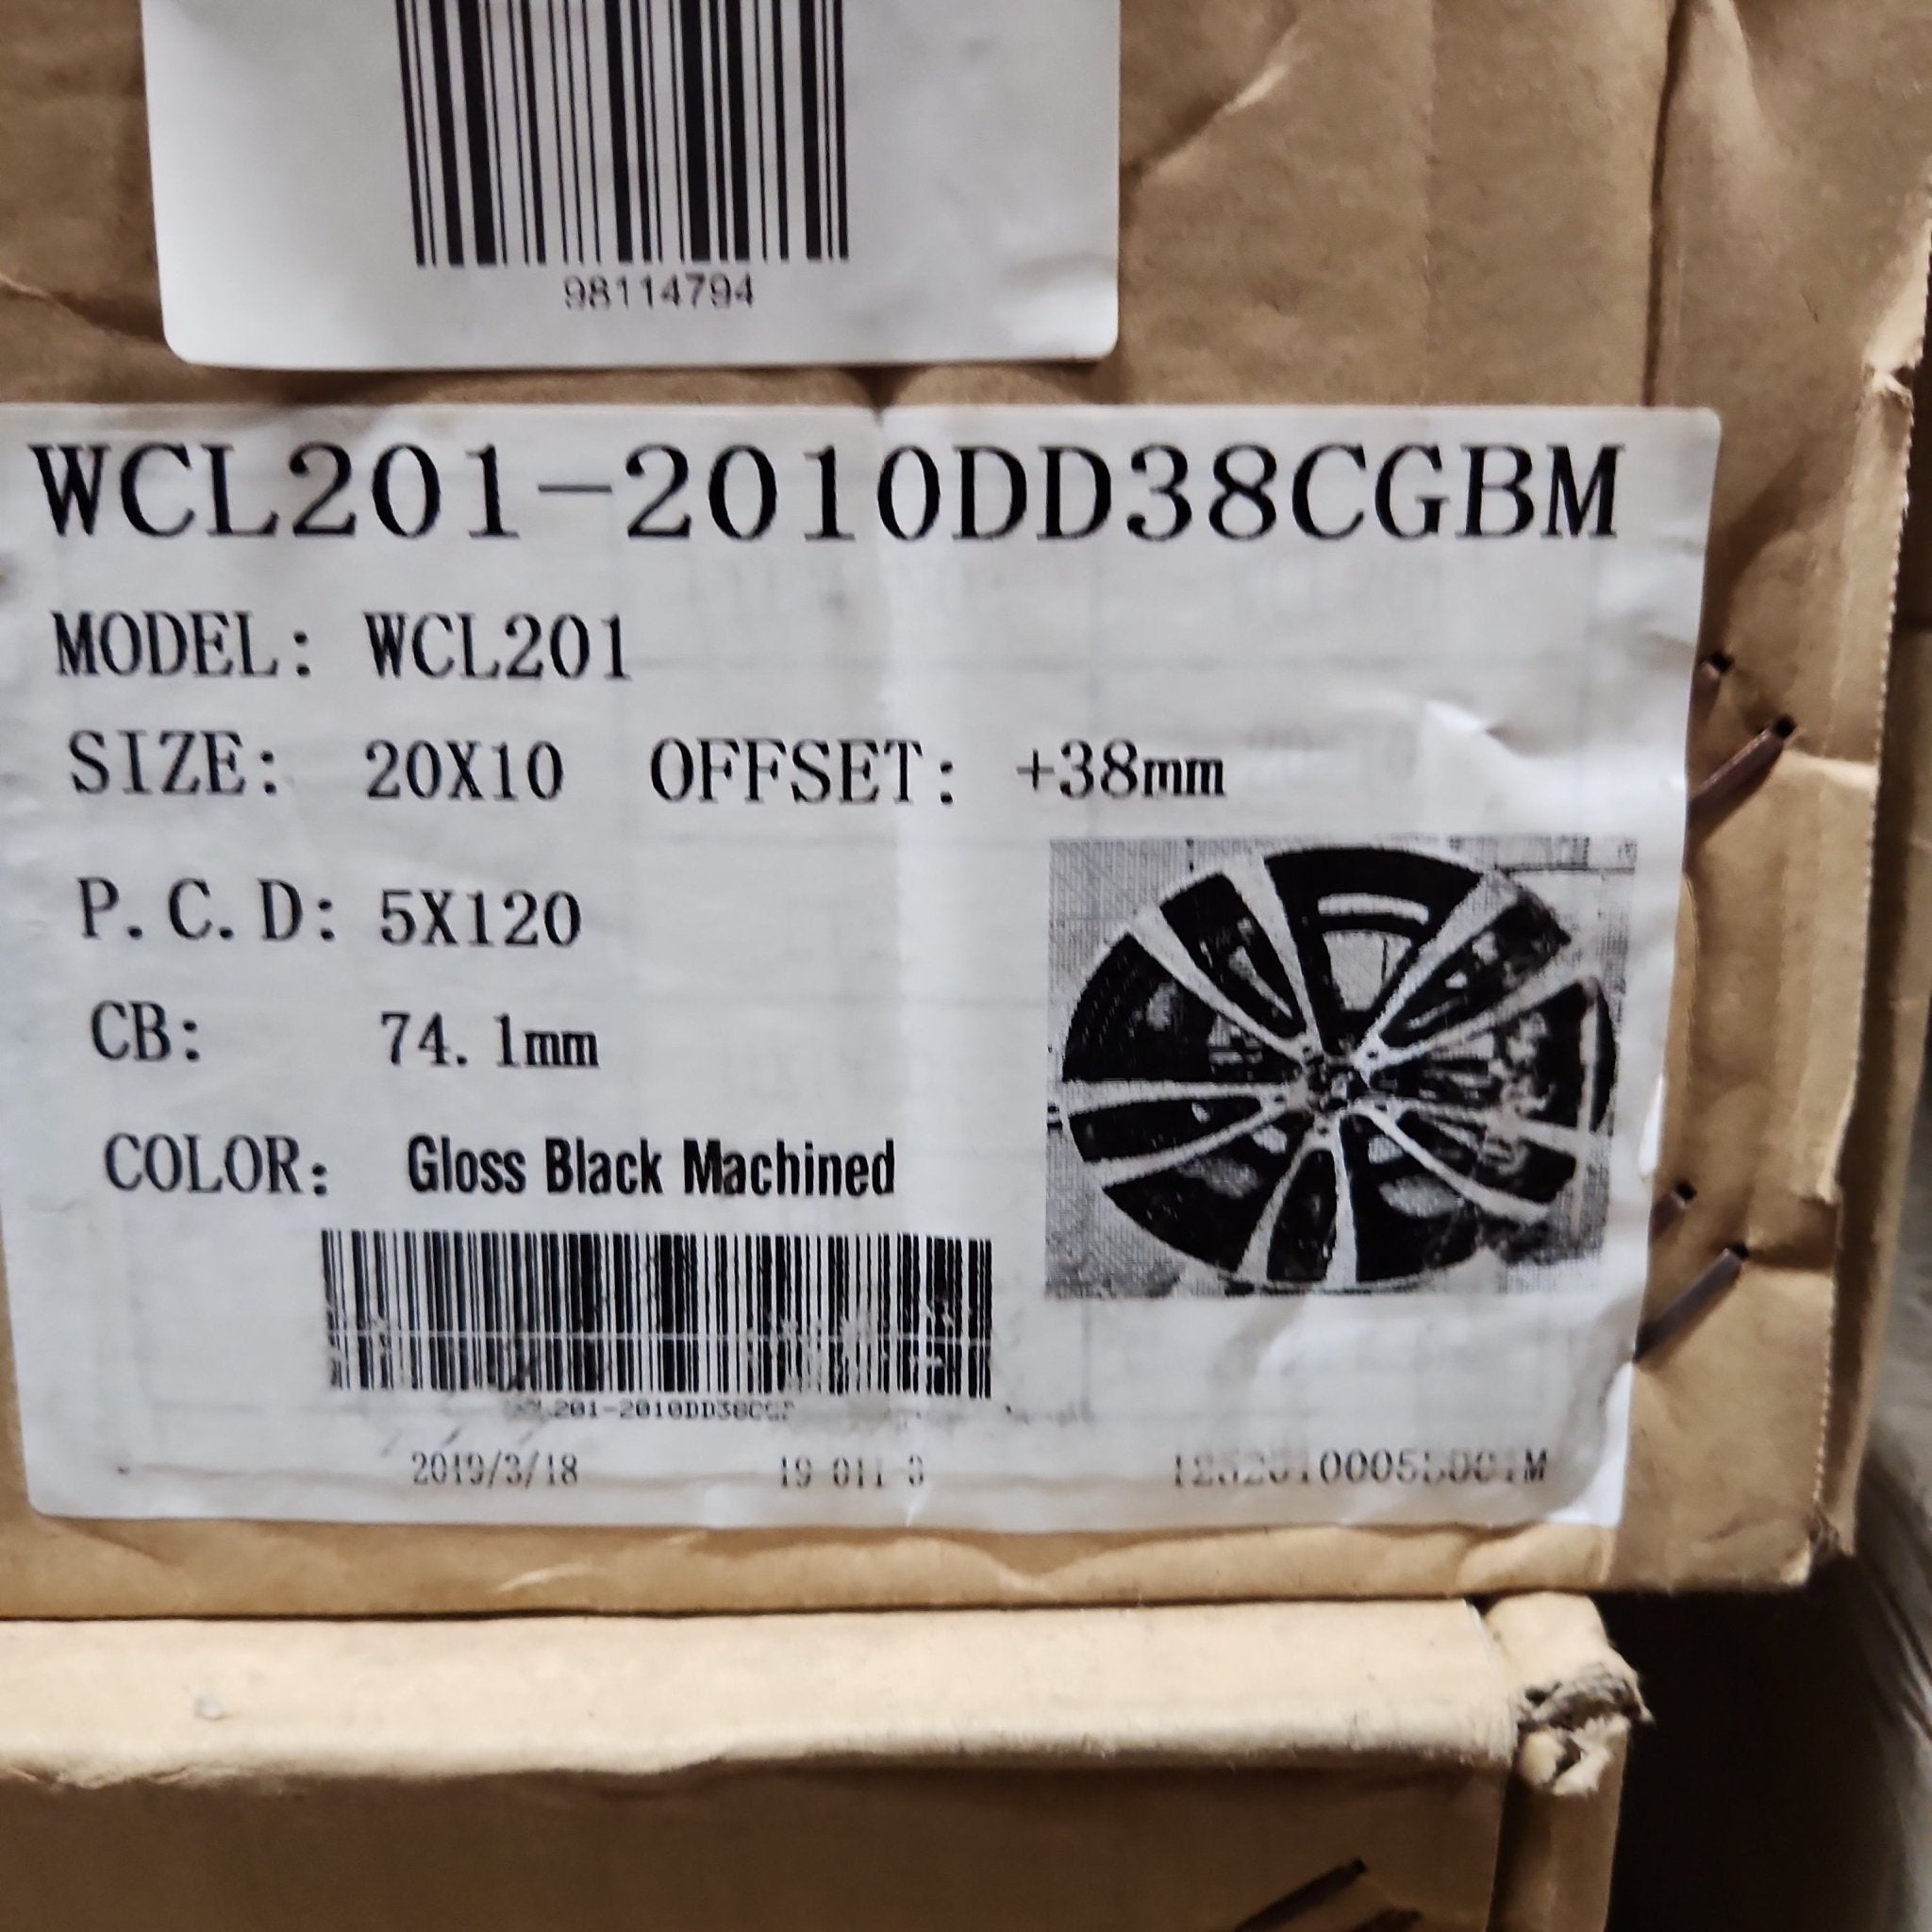 98114794
WCL201-2010DD38CGBM
MODEL: WCL201
SIZE: 20X10 OFFSET: +38mm
P.C.D: 5X120
CB: 74.1mm
COLOR: Gloss Black Machined
2019/3/18